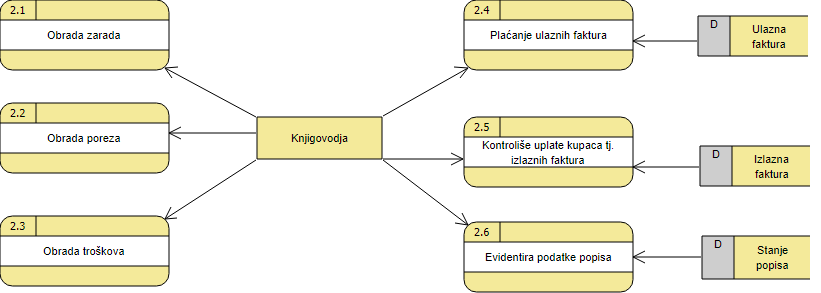 2.1
Obrada zarada
2.2
Obrada poreza
2.3
Obrada troškova
Knjigovodja
2.4
Plaćanje ulaznih faktura
2.5
Kontroliše uplate kupaca tj.
izlaznih faktura
2.6
Evidentira podatke popisa
D
Ulazna
faktura
D
Izlazna
faktura
D
Stanje
popisa